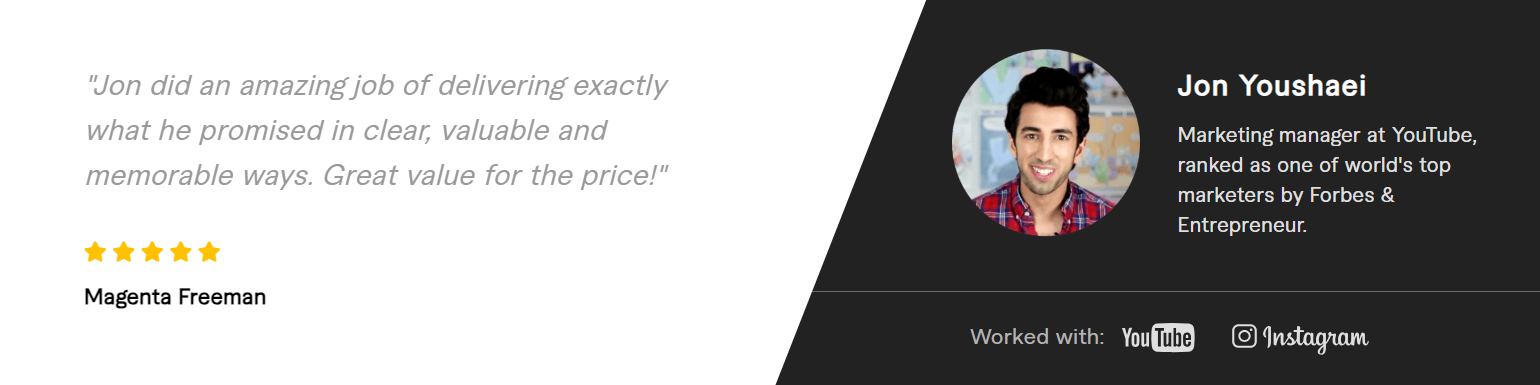 "Jon did an amazing job of delivering exactly
what he promised in clear, valuable and
memorable ways. Great value for the price!"
Magenta Freeman
Jon Youshaei
Marketing manager at YouTube,
ranked as one of world's top
marketers by Forbes &
Entrepreneur.
Worked with: YouTube Instagram